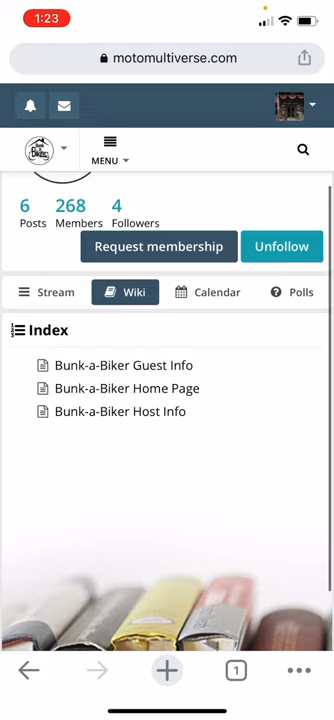 1:23
motomultiverse.com
MENU
6 268 4
Posts Members Followers
Request membership Unfollow
Stream Wiki Calendar Polls
Index
Bunk-a-Biker Guest Info
Bunk-a-Biker Home Page
Bunk-a-Biker Host Info
1